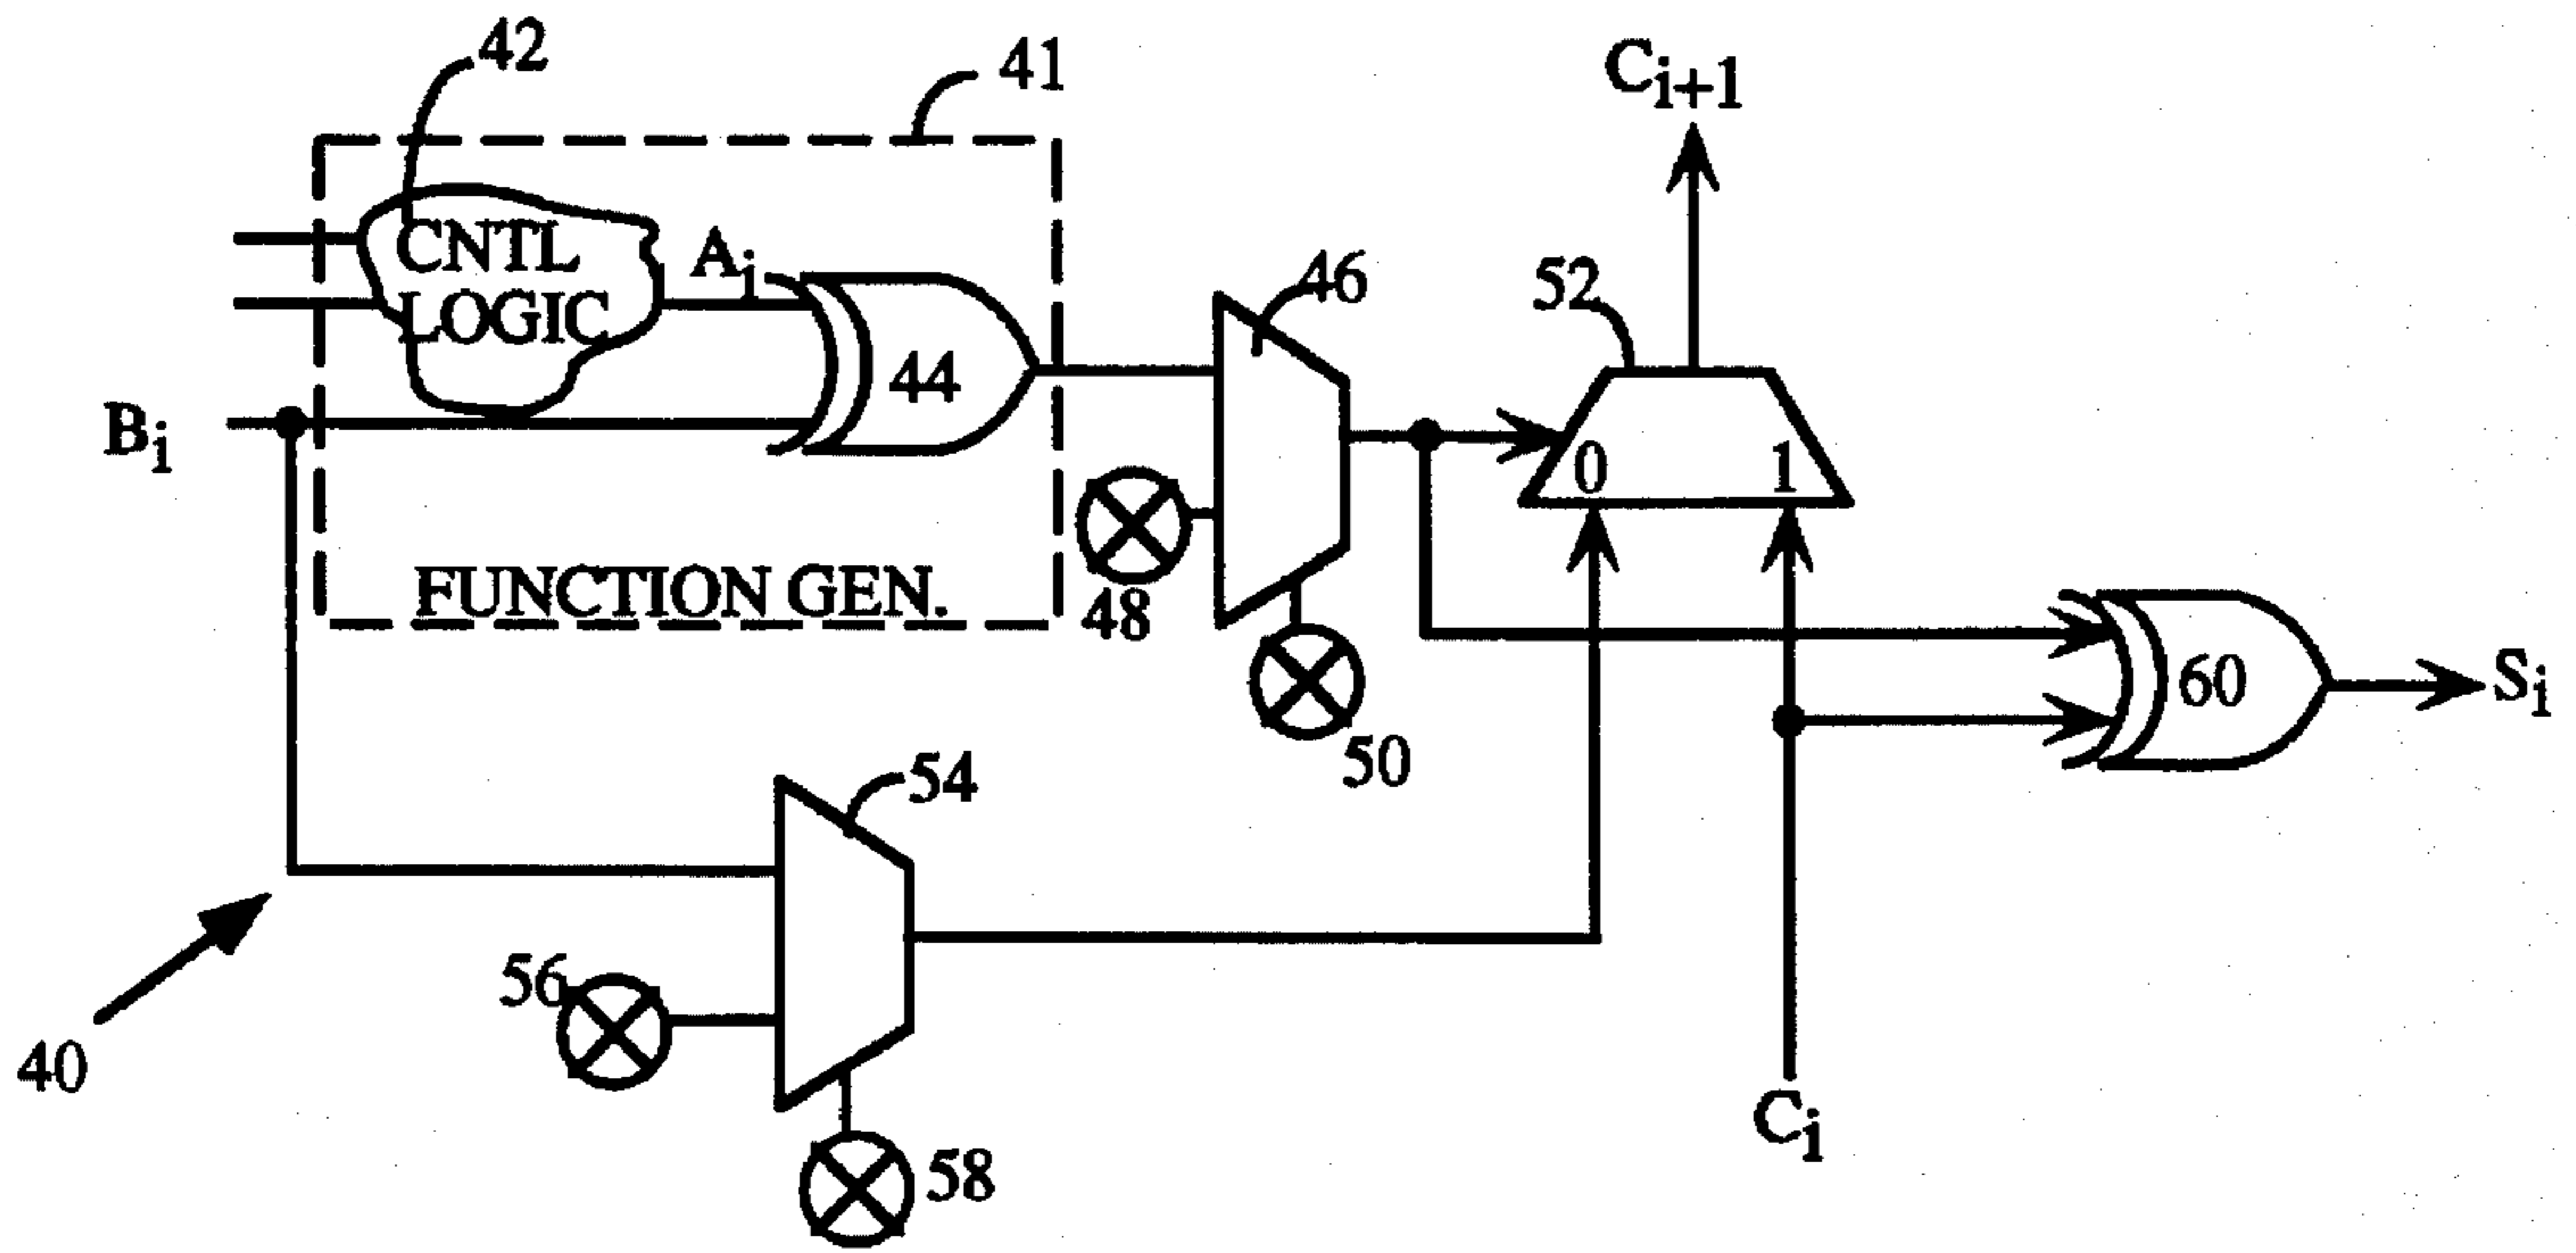 42
41
C_{i+1}
CNTL
LOGIC
A_i
44
46
52
B_i
0
1
48
FUNCTION GEN.
50
60
S_i
54
56
40
58
C_i